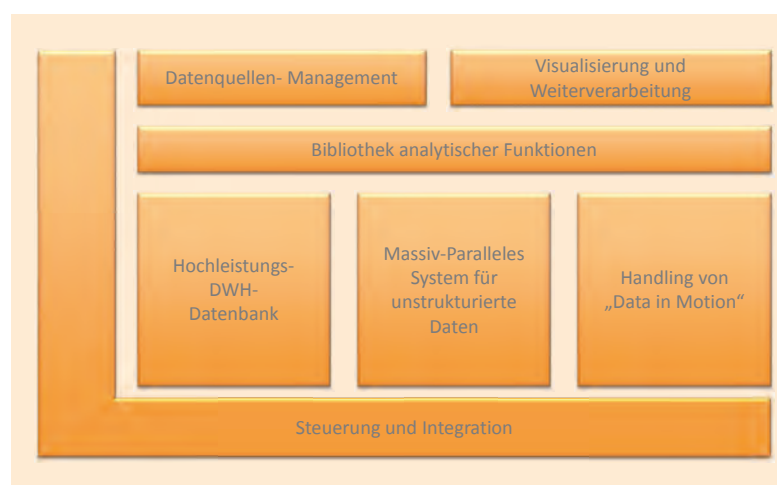 Datenquellen- Management
Visualisierung und
Weiterverarbeitung
Bibliothek analytischer Funktionen
Hochleistungs-
DWH-
Datenbank
Massiv-Paralleles
System für
unstrukturierte
Daten
Handling von
„Data in Motion“
Steuerung und Integration